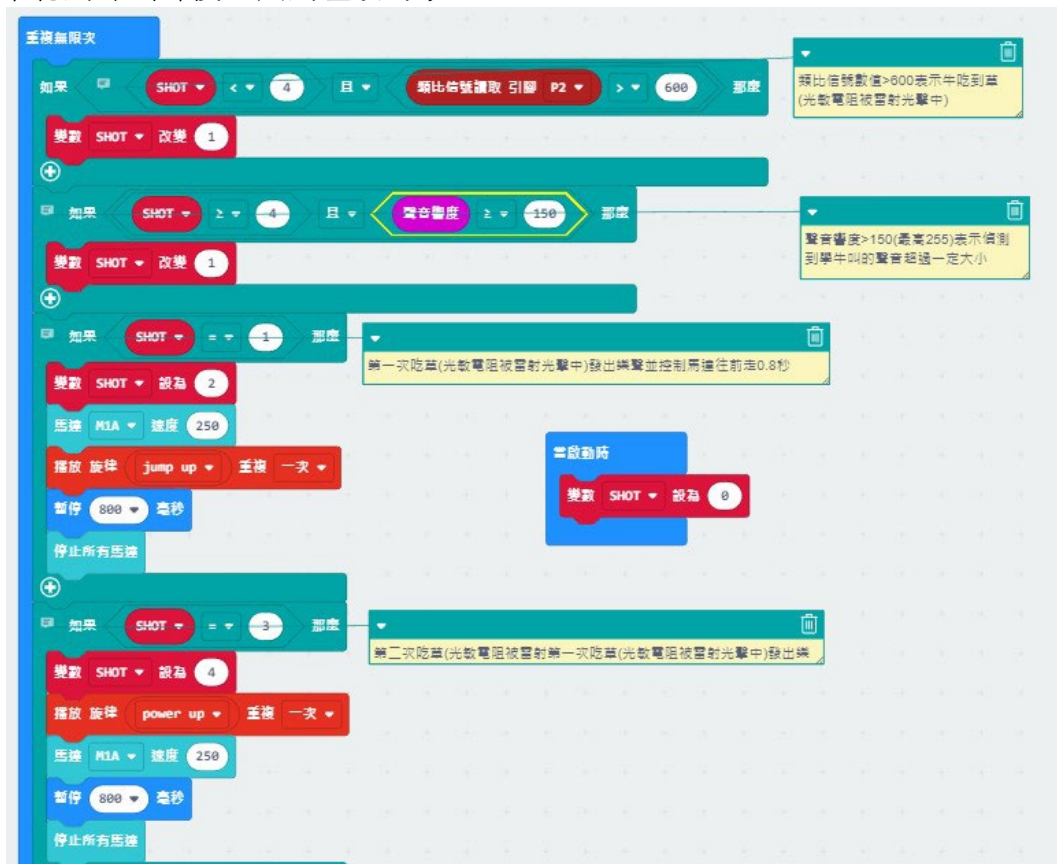 重複無限次
如果 SHOT < 4 且 類比信號讀取 引腳 P2 > 600 那麼
類比信號數值>600表示牛吃到草
(光敏電阻被雷射光擊中)
變數 SHOT 改變 1
如果 SHOT ≥ 4 且 聲音響度 ≥ 150 那麼
聲音響度>150(最高255)表示偵測
到學牛叫的聲音超過一定大小
變數 SHOT 改變 1
如果 SHOT = 1 那麼
第一次吃草(光敏電阻被雷射光擊中)發出樂聲並控制馬達往前走0.8秒
變數 SHOT 設為 2
馬達 M1A 速度 250
播放 旋律 jump up 重複 一次
暫停 800 毫秒
停止所有馬達
當啟動時
變數 SHOT 設為 0
如果 SHOT = 3 那麼
第二次吃草(光敏電阻被雷射第一次吃草(光敏電阻被雷射光擊中)發出樂
變數 SHOT 設為 4
播放 旋律 power up 重複 一次
馬達 M1A 速度 250
暫停 800 毫秒
停止所有馬達